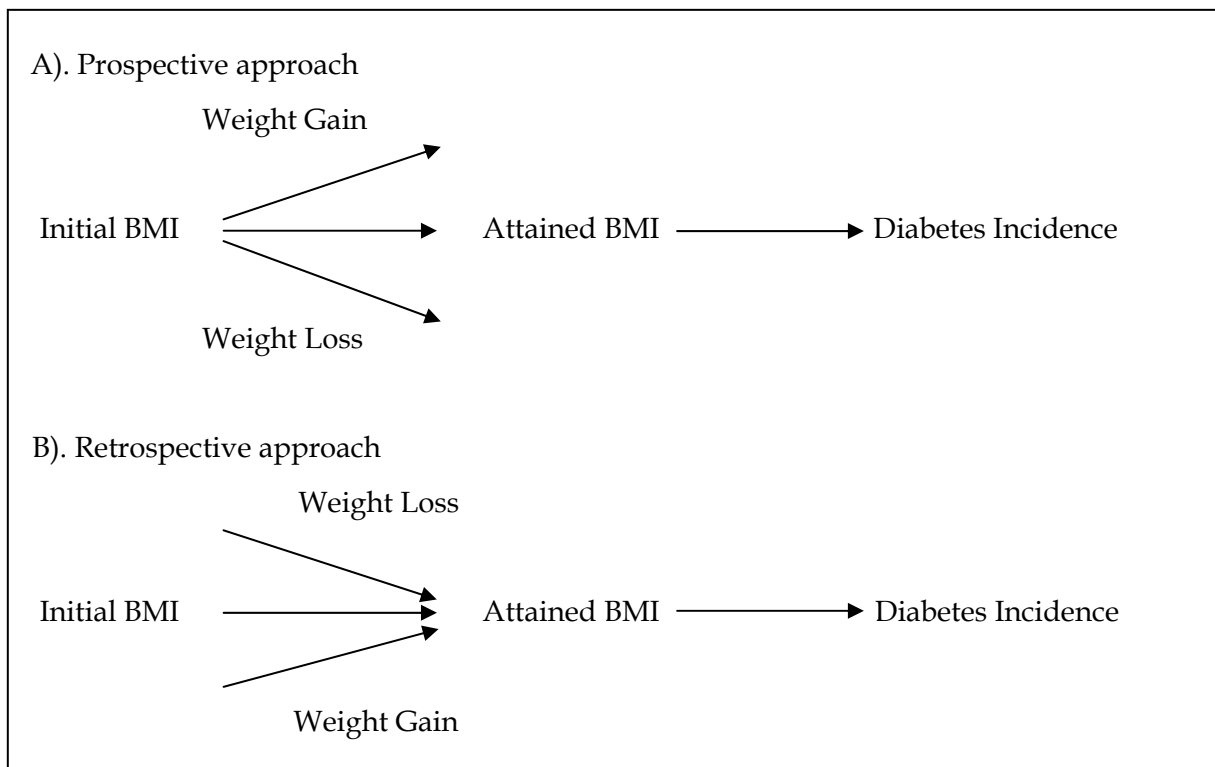 A). Prospective approach
Weight Gain
Initial BMI Attained BMI Diabetes Incidence
Weight Loss
B). Retrospective approach
Weight Loss
Initial BMI Attained BMI Diabetes Incidence
Weight Gain